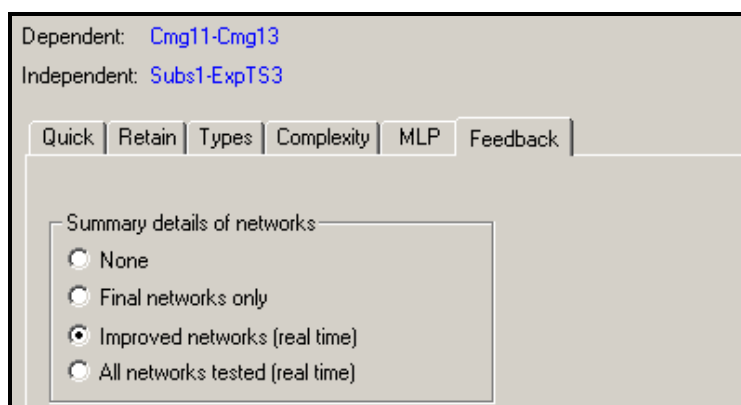 Dependent: Cmg11-Cmg13
Independent: Subs1-ExpTS3
Quick Retain Types Complexity MLP Feedback
Summary details of networks
None
Final networks only
Improved networks (real time)
All networks tested (real time)